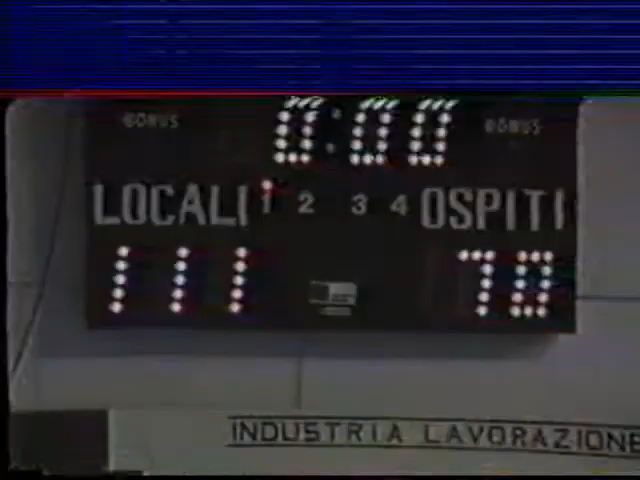 BONUS 0:00 BONUS
LOCALI 1 2 3 4 OSPITI
111 78
INDUSTRIA LAVORAZIONE